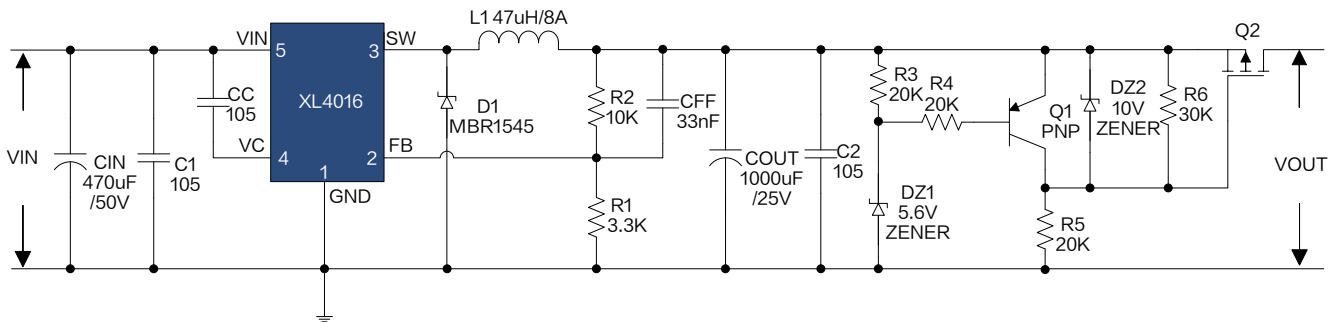 L1 47uH/8A
Q2
VIN
SW
5
3
XL4016
CC
105
VC
FB
4
2
1
GND
VIN
CIN
470uF
/50V
C1
105
D1
MBR1545
R2
10K
CFF
33nF
R1
3.3K
COUT
1000uF
/25V
C2
105
R3
20K
R4
20K
DZ1
5.6V
ZENER
Q1
PNP
DZ2
10V
ZENER
R6
30K
R5
20K
VOUT